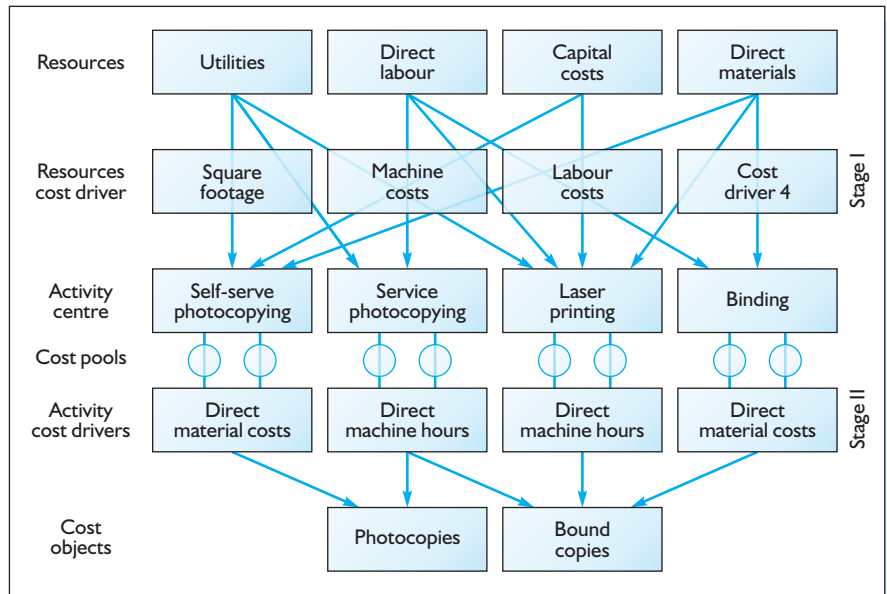 Resources
Utilities
Direct
labour
Capital
costs
Direct
materials
Resources
cost driver
Square
footage
Machine
costs
Labour
costs
Cost
driver 4
Stage I
Activity
centre
Self-serve
photocopying
Service
photocopying
Laser
printing
Binding
Cost pools
Activity
cost drivers
Direct
material costs
Direct
machine hours
Direct
machine hours
Direct
material costs
Stage II
Cost
objects
Photocopies
Bound
copies